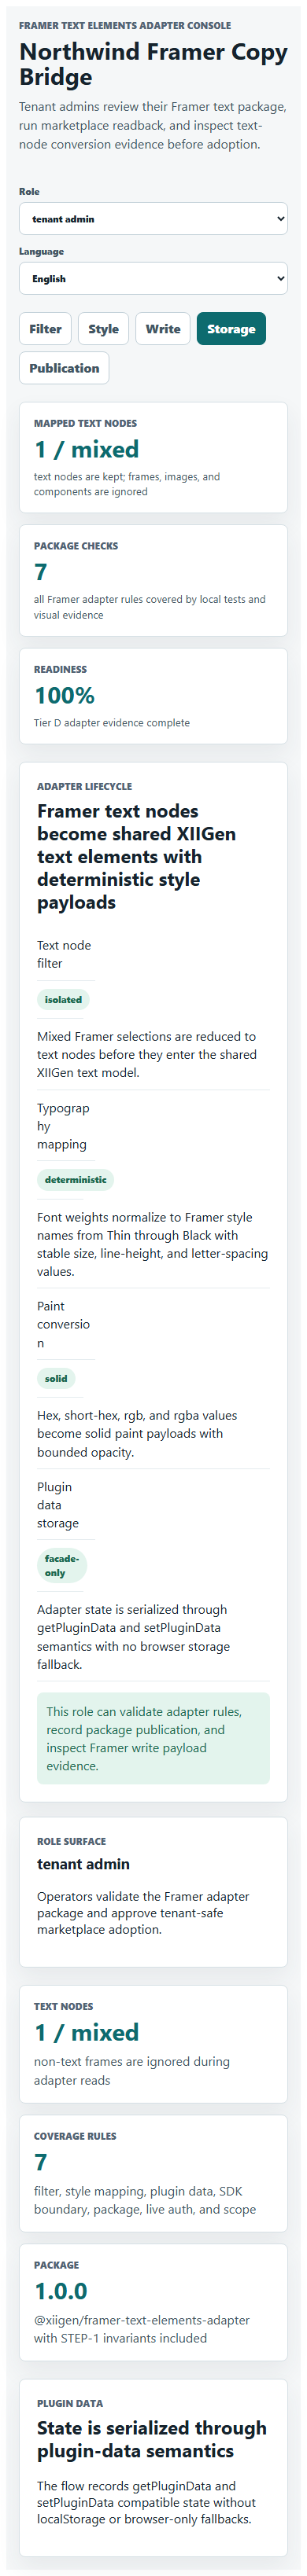 FRAMER TEXT ELEMENTS ADAPTER CONSOLE
Northwind Framer Copy
Bridge
Tenant admins review their Framer text package,
run marketplace readback, and inspect text-
node conversion evidence before adoption.
Role
tenant admin
Language
English
Filter
Style
Write
Storage
Publication
MAPPED TEXT NODES
1 / mixed
text nodes are kept; frames, images, and
components are ignored
PACKAGE CHECKS
7
all Framer adapter rules covered by local tests and
visual evidence
READINESS
100%
Tier D adapter evidence complete
ADAPTER LIFECYCLE
Framer text nodes
become shared XIIGen
text elements with
deterministic style
payloads
Text node
filter
isolated
Mixed Framer selections are reduced to
text nodes before they enter the shared
XIIGen text model.
Typograp
hy
mapping
deterministic
Font weights normalize to Framer style
names from Thin through Black with
stable size, line-height, and letter-spacing
values.
Paint
conversio
n
solid
Hex, short-hex, rgb, and rgba values
become solid paint payloads with
bounded opacity.
Plugin
data
storage
facade-
only
Adapter state is serialized through
getPluginData and setPluginData
semantics with no browser storage
fallback.
This role can validate adapter rules,
record package publication, and
inspect Framer write payload
evidence.
ROLE SURFACE
tenant admin
Operators validate the Framer adapter
package and approve tenant-safe
marketplace adoption.
TEXT NODES
1 / mixed
non-text frames are ignored during
adapter reads
COVERAGE RULES
7
filter, style mapping, plugin data, SDK
boundary, package, live auth, and scope
PACKAGE
1.0.0
@xiigen/framer-text-elements-adapter
with STEP-1 invariants included
PLUGIN DATA
State is serialized through
plugin-data semantics
The flow records getPluginData and
setPluginData compatible state without
localStorage or browser-only fallbacks.